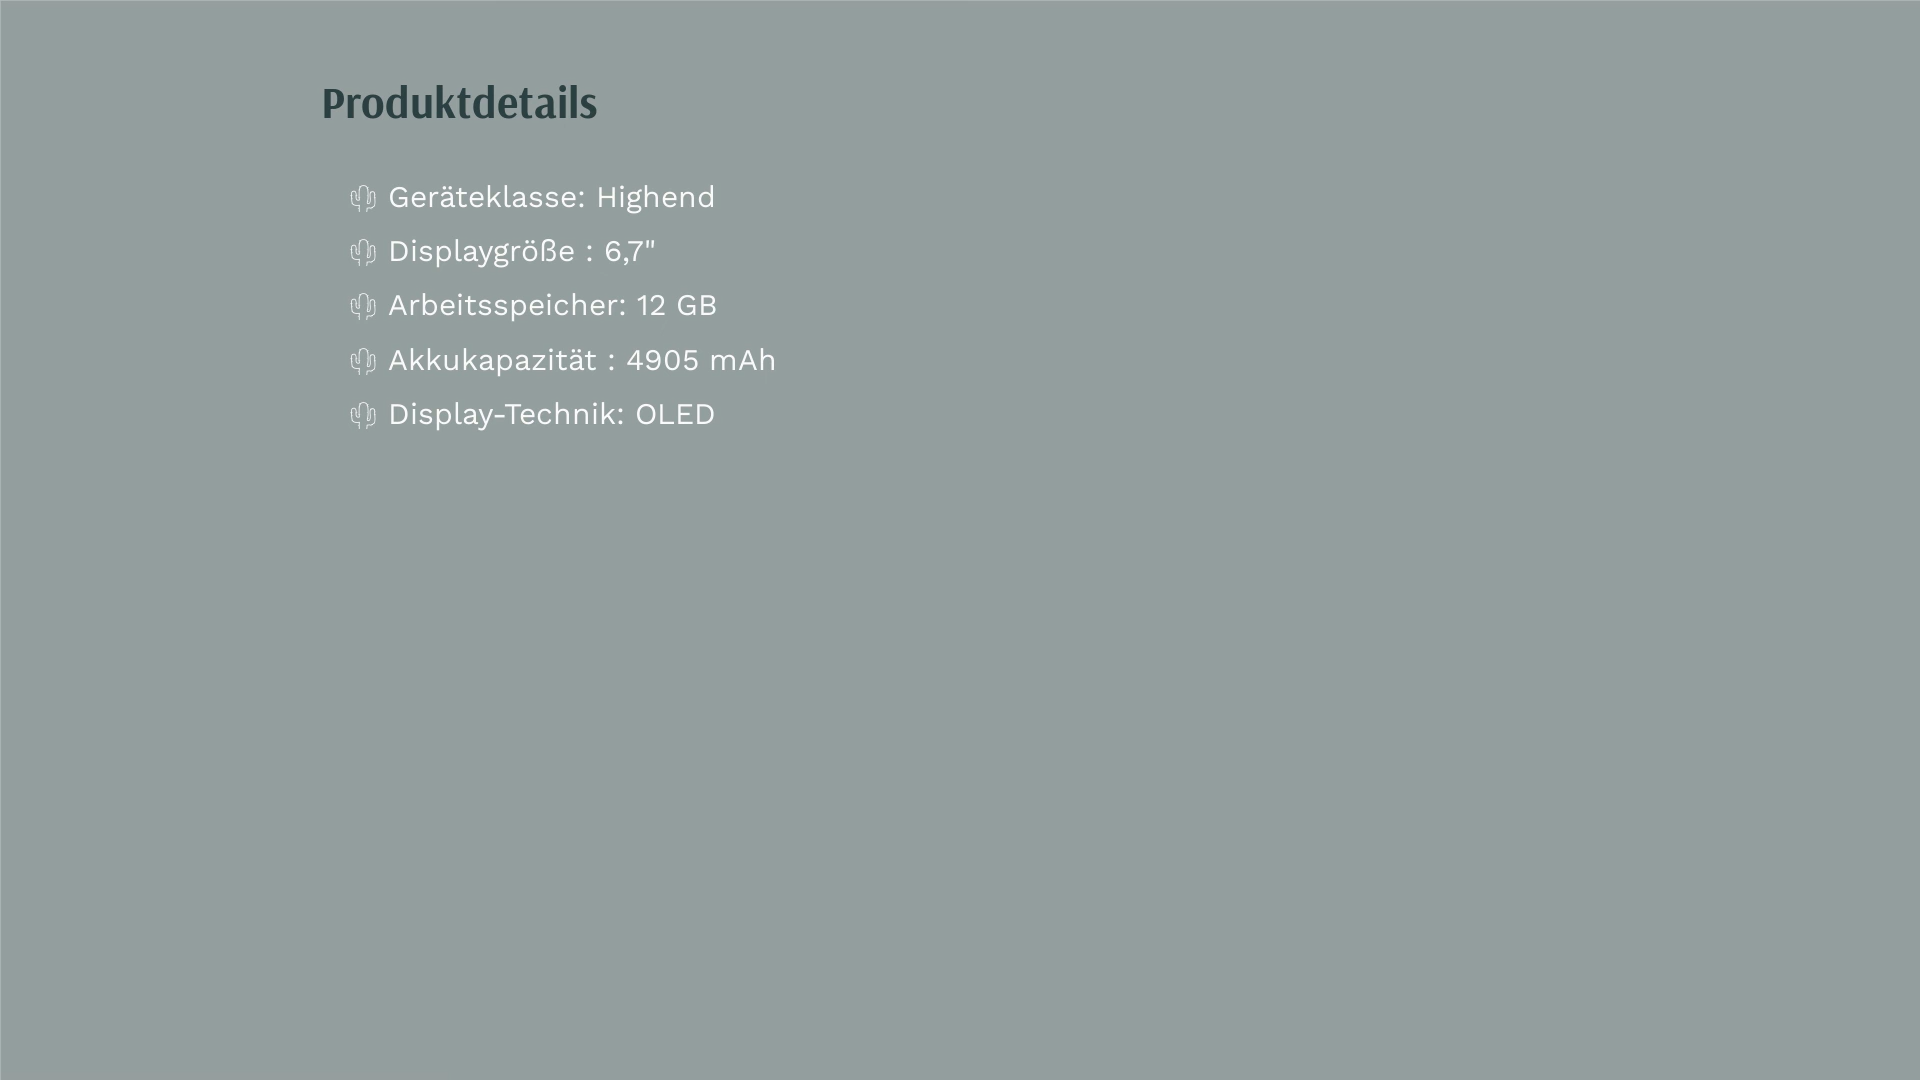 Produktdetails
Geräteklasse: Highend
Displaygröße : 6,7"
Arbeitsspeicher: 12 GB
Akkukapazität : 4905 mAh
Display-Technik: OLED